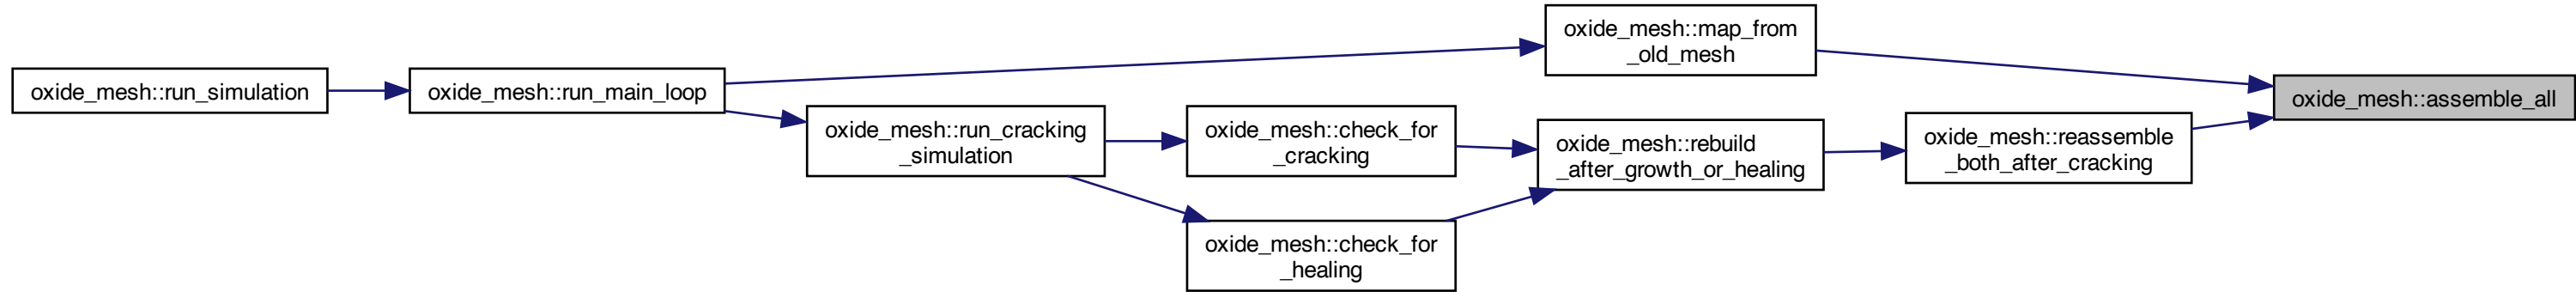 oxide_mesh::run_simulation
oxide_mesh::run_main_loop
oxide_mesh::map_from
_old_mesh
oxide_mesh::run_cracking
_simulation
oxide_mesh::check_for
_cracking
oxide_mesh::check_for
_healing
oxide_mesh::rebuild
_after_growth_or_healing
oxide_mesh::reassemble
_both_after_cracking
oxide_mesh::assemble_all